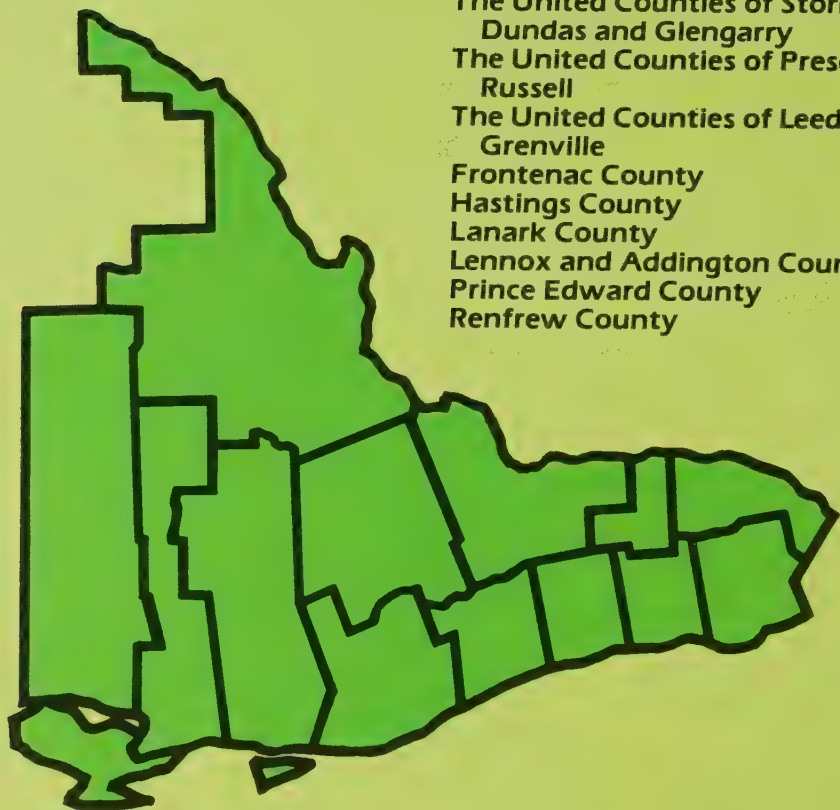 The United Counties of
Dundas and Glengarry
The United Counties of
Russell
The United Counties of
Grenville
Frontenac County
Hastings County
Lanark County
Lennox and Addington
Prince Edward County
Renfrew County